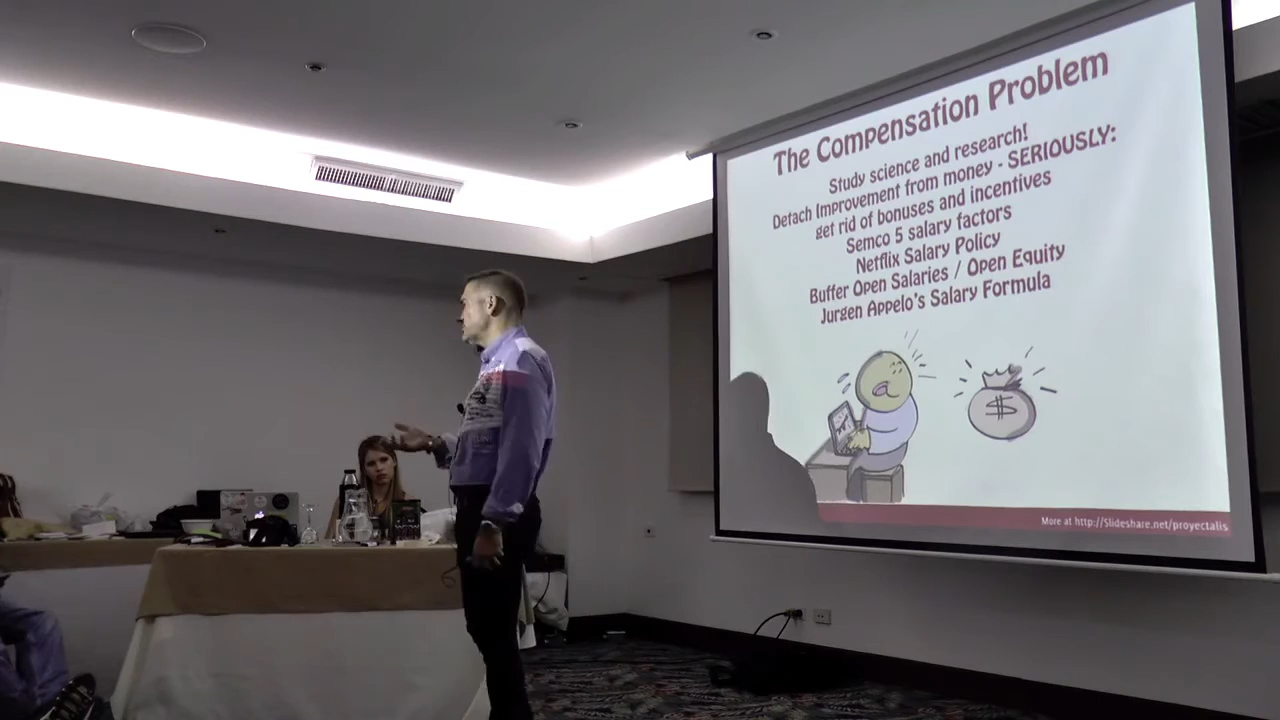 The Compensation Problem
Study science and research!
Detach Improvement from money - SERIOUSLY:
get rid of bonuses and incentives
Semco 5 salary factors
Netflix Salary Policy
Buffer Open Salaries / Open Equity
Jurgen Appelo's Salary Formula
$
More at http://Slideshare.net/proyectalis